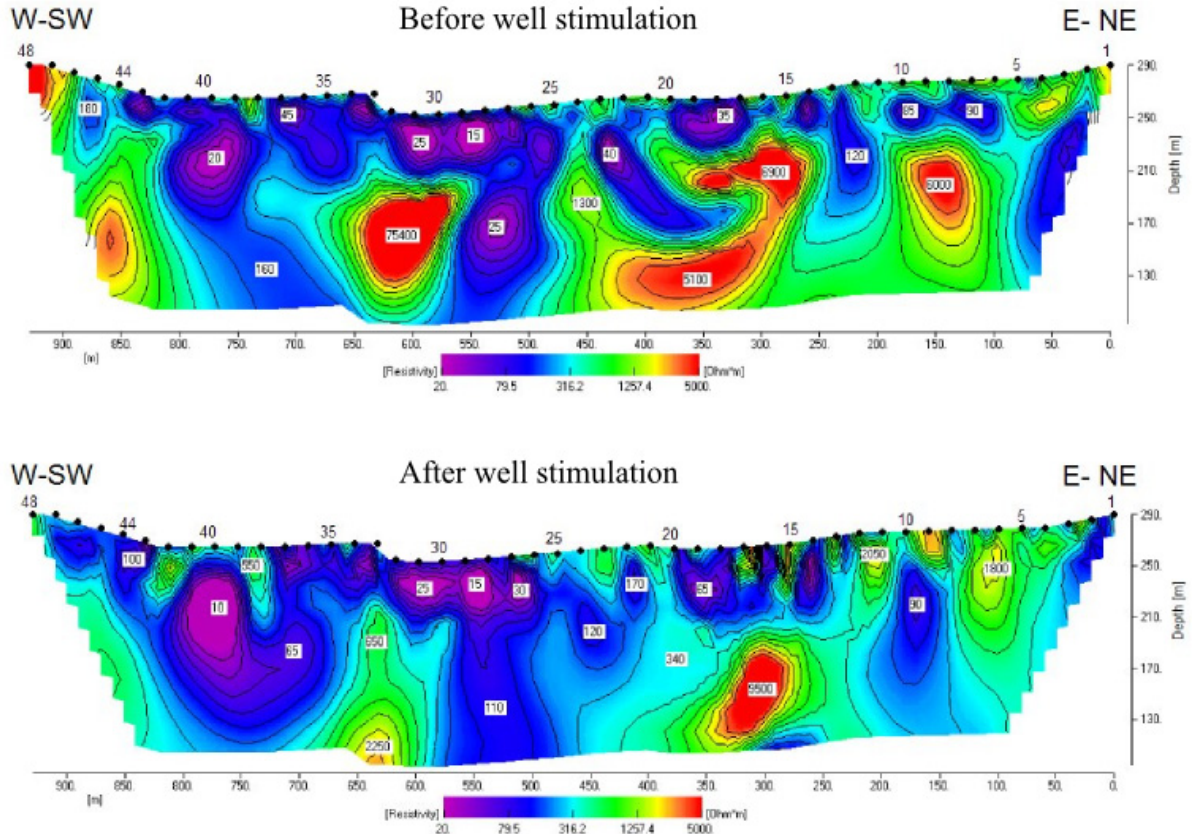 W-SW Before well stimulation E- NE
48 44 40 35 30 25 20 15 10 5 1
290.
180 45 35 85 90 250.
25 15
20 40 6900 120 6000 210.
1300
75400 25 170.
160 5100 130.
Depth [m]
900. 850. 800. 750. 700. 650. 600. 550. 500. 450. 400. 350. 300. 250. 200. 150. 100. 50. 0.
[m]
[Resistivity] [Ohm*m]
20. 79.5 316.2 1257.4 5000.
W-SW After well stimulation E- NE
48 44 40 35 30 25 20 15 10 5 1
290.
100 550 2050 1800 250.
25 15 30 170 65
10 90 210.
120
650 65 340 170.
9500
110
2250 130.
Depth [m]
900. 850. 800. 750. 700. 650. 600. 550. 500. 450. 400. 350. 300. 250. 200. 150. 100. 50. 0.
[m]
[Resistivity] [Ohm*m]
20. 79.5 316.2 1257.4 5000.